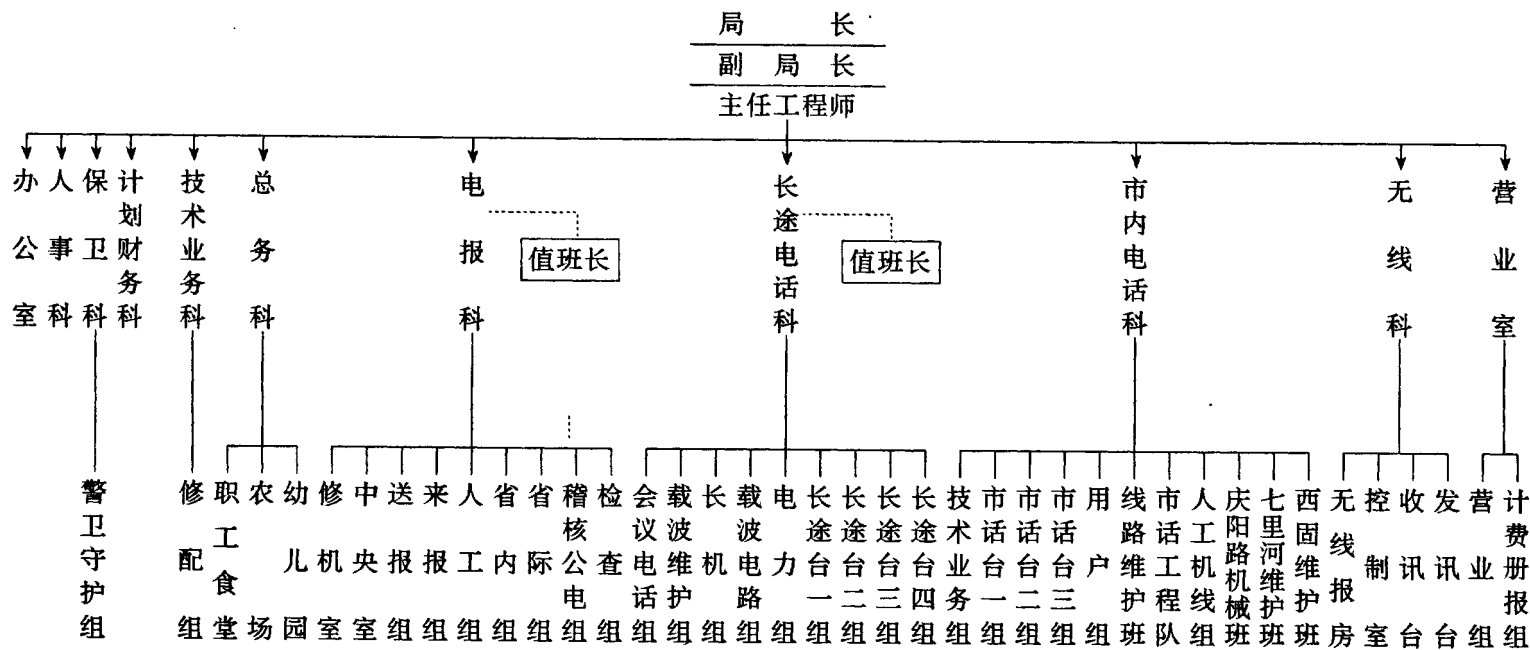 局长
副局长
主任工程师
办公室
人事科
保卫科
计划财务科
技术业务科
总务科
电报科
长途电话科
市内电话科
无线科
营业室
值班长
值班长
警卫守护组
修配组
职工食堂
农场
幼儿园
修机室
中央室
送报组
来报组
人工组
省内组
省际组
稽核公电组
检查组
会议电话组
载波维护组
长机组
载波电路组
电力组
长途台一组
长途台二组
长途台三组
长途台四组
技术业务组
市话台一组
市话台二组
市话台三组
用户组
线路维护班
市话工程队
人工机线组
庆阳路机械班
七里河维护班
西固维护班
无线报房
控制室
收讯台
发讯台
营业组
计费册报组